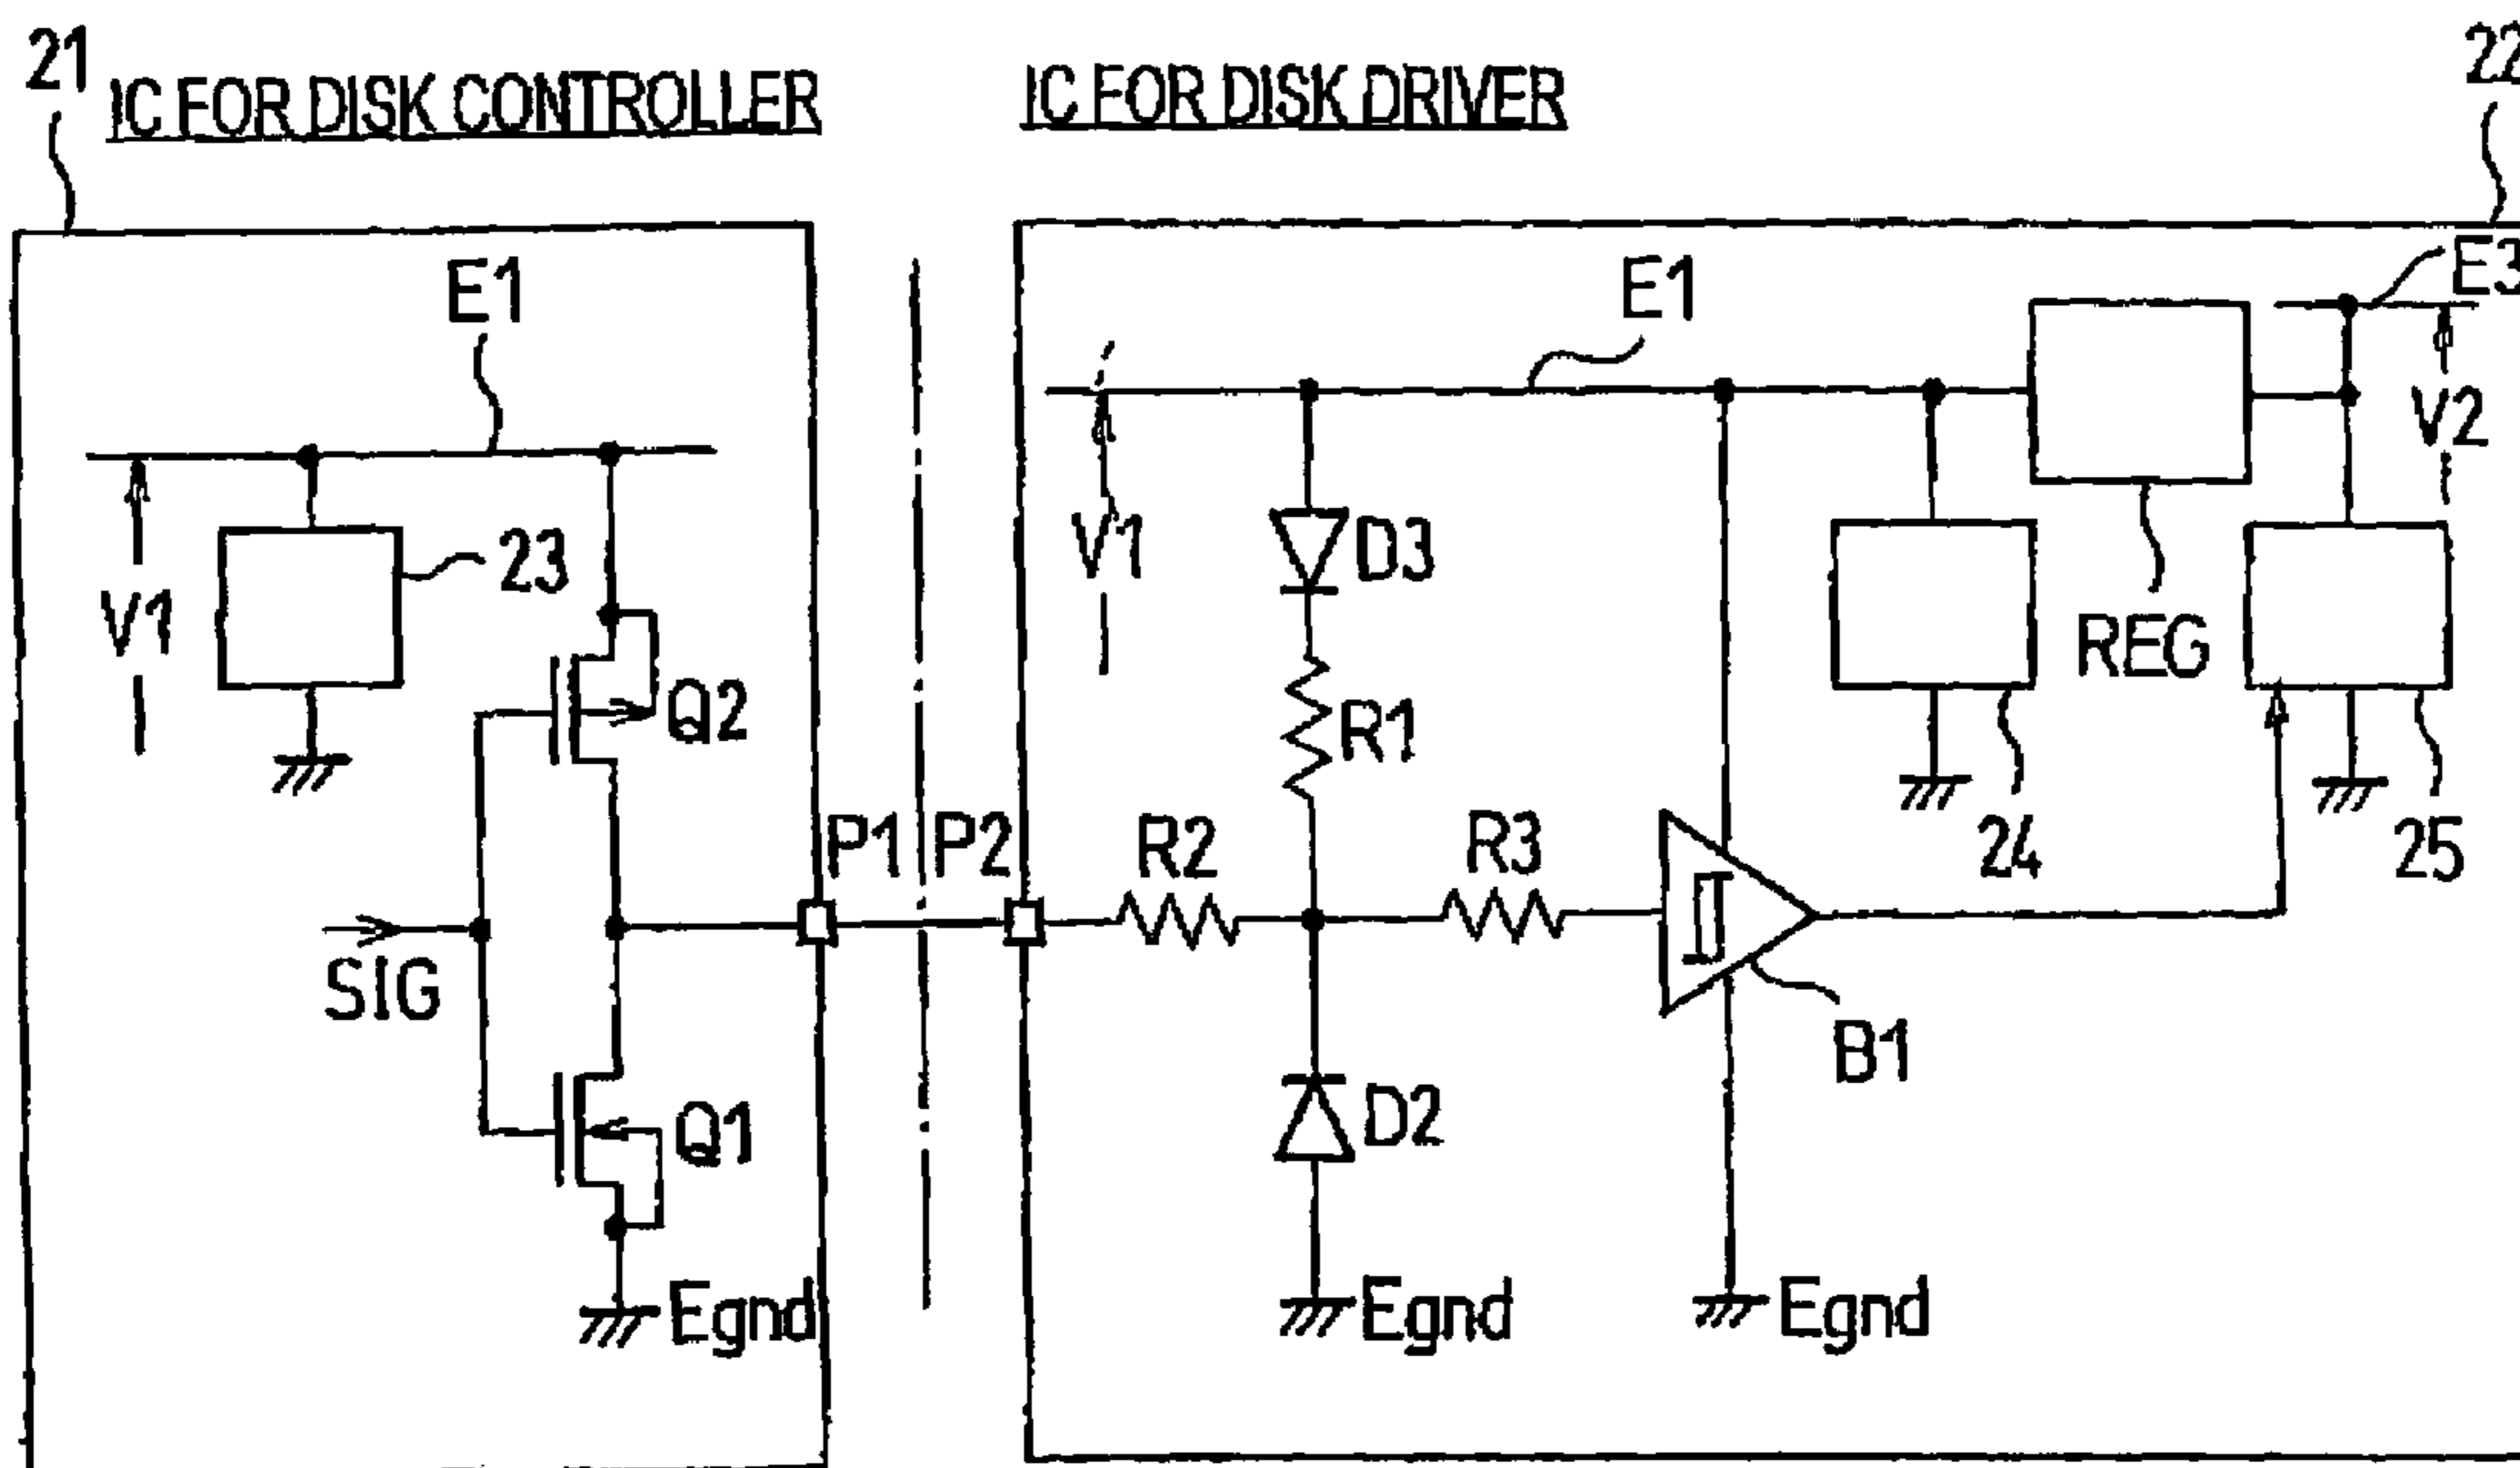 21
IC FOR DISK CONTROLLER
IC FOR DISK DRIVER
22
E1
E1
E3
V1
23
V1
D3
V2
Q2
R1
REG
P1
P2
R2
R3
24
25
SIG
B1
Q1
D2
Egnd
Egnd
Egnd